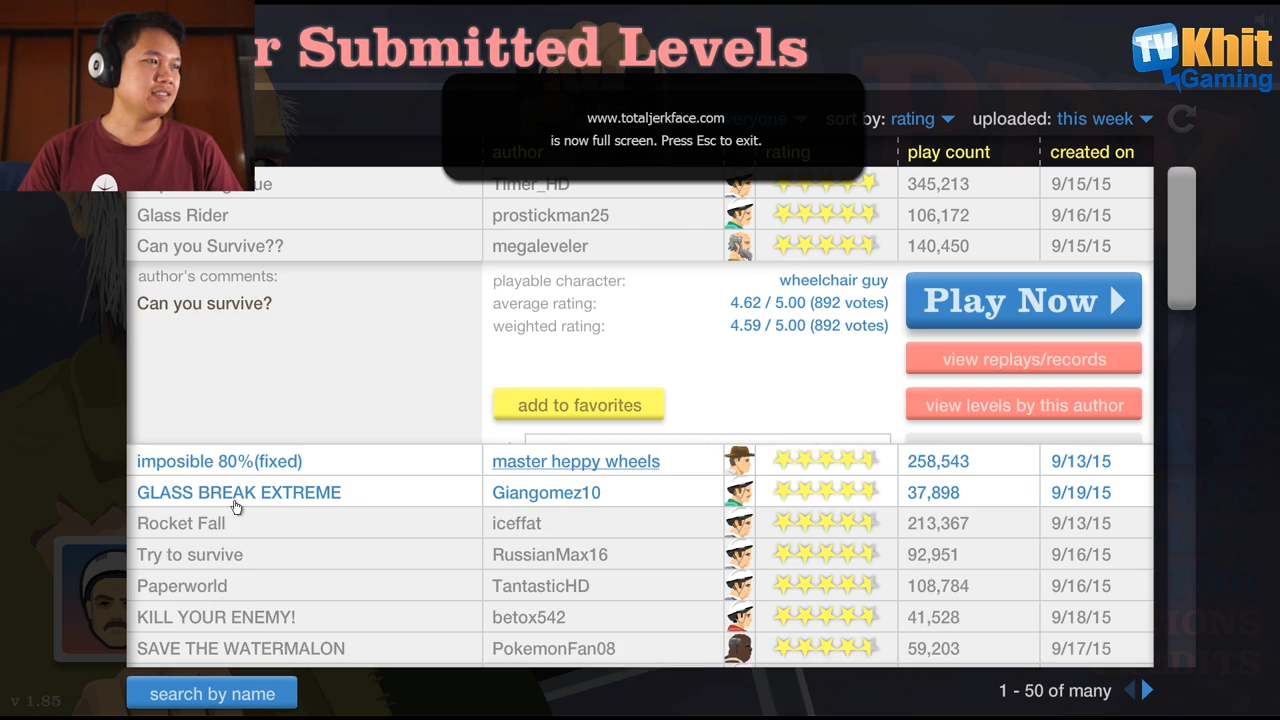 r Submitted Levels
TV Khit
Gaming
www.totaljerkface.com
is now full screen. Press Esc to exit.
everyone sort by: rating uploaded: this week
author rating play count created on
ue Timer_HD 345,213 9/15/15
Glass Rider prostickman25 106,172 9/16/15
Can you Survive?? megaleveler 140,450 9/15/15
author's comments:
Can you survive?
playable character: wheelchair guy
average rating: 4.62 / 5.00 (892 votes)
weighted rating: 4.59 / 5.00 (892 votes)
add to favorites
Play Now
view replays/records
view levels by this author
imposible 80%(fixed) master heppy wheels 258,543 9/13/15
GLASS BREAK EXTREME Giangomez10 37,898 9/19/15
Rocket Fall iceffat 213,367 9/13/15
Try to survive RussianMax16 92,951 9/16/15
Paperworld TantasticHD 108,784 9/16/15
KILL YOUR ENEMY! betox542 41,528 9/18/15
SAVE THE WATERMALON PokemonFan08 59,203 9/17/15
v 1.85
search by name
1 - 50 of many